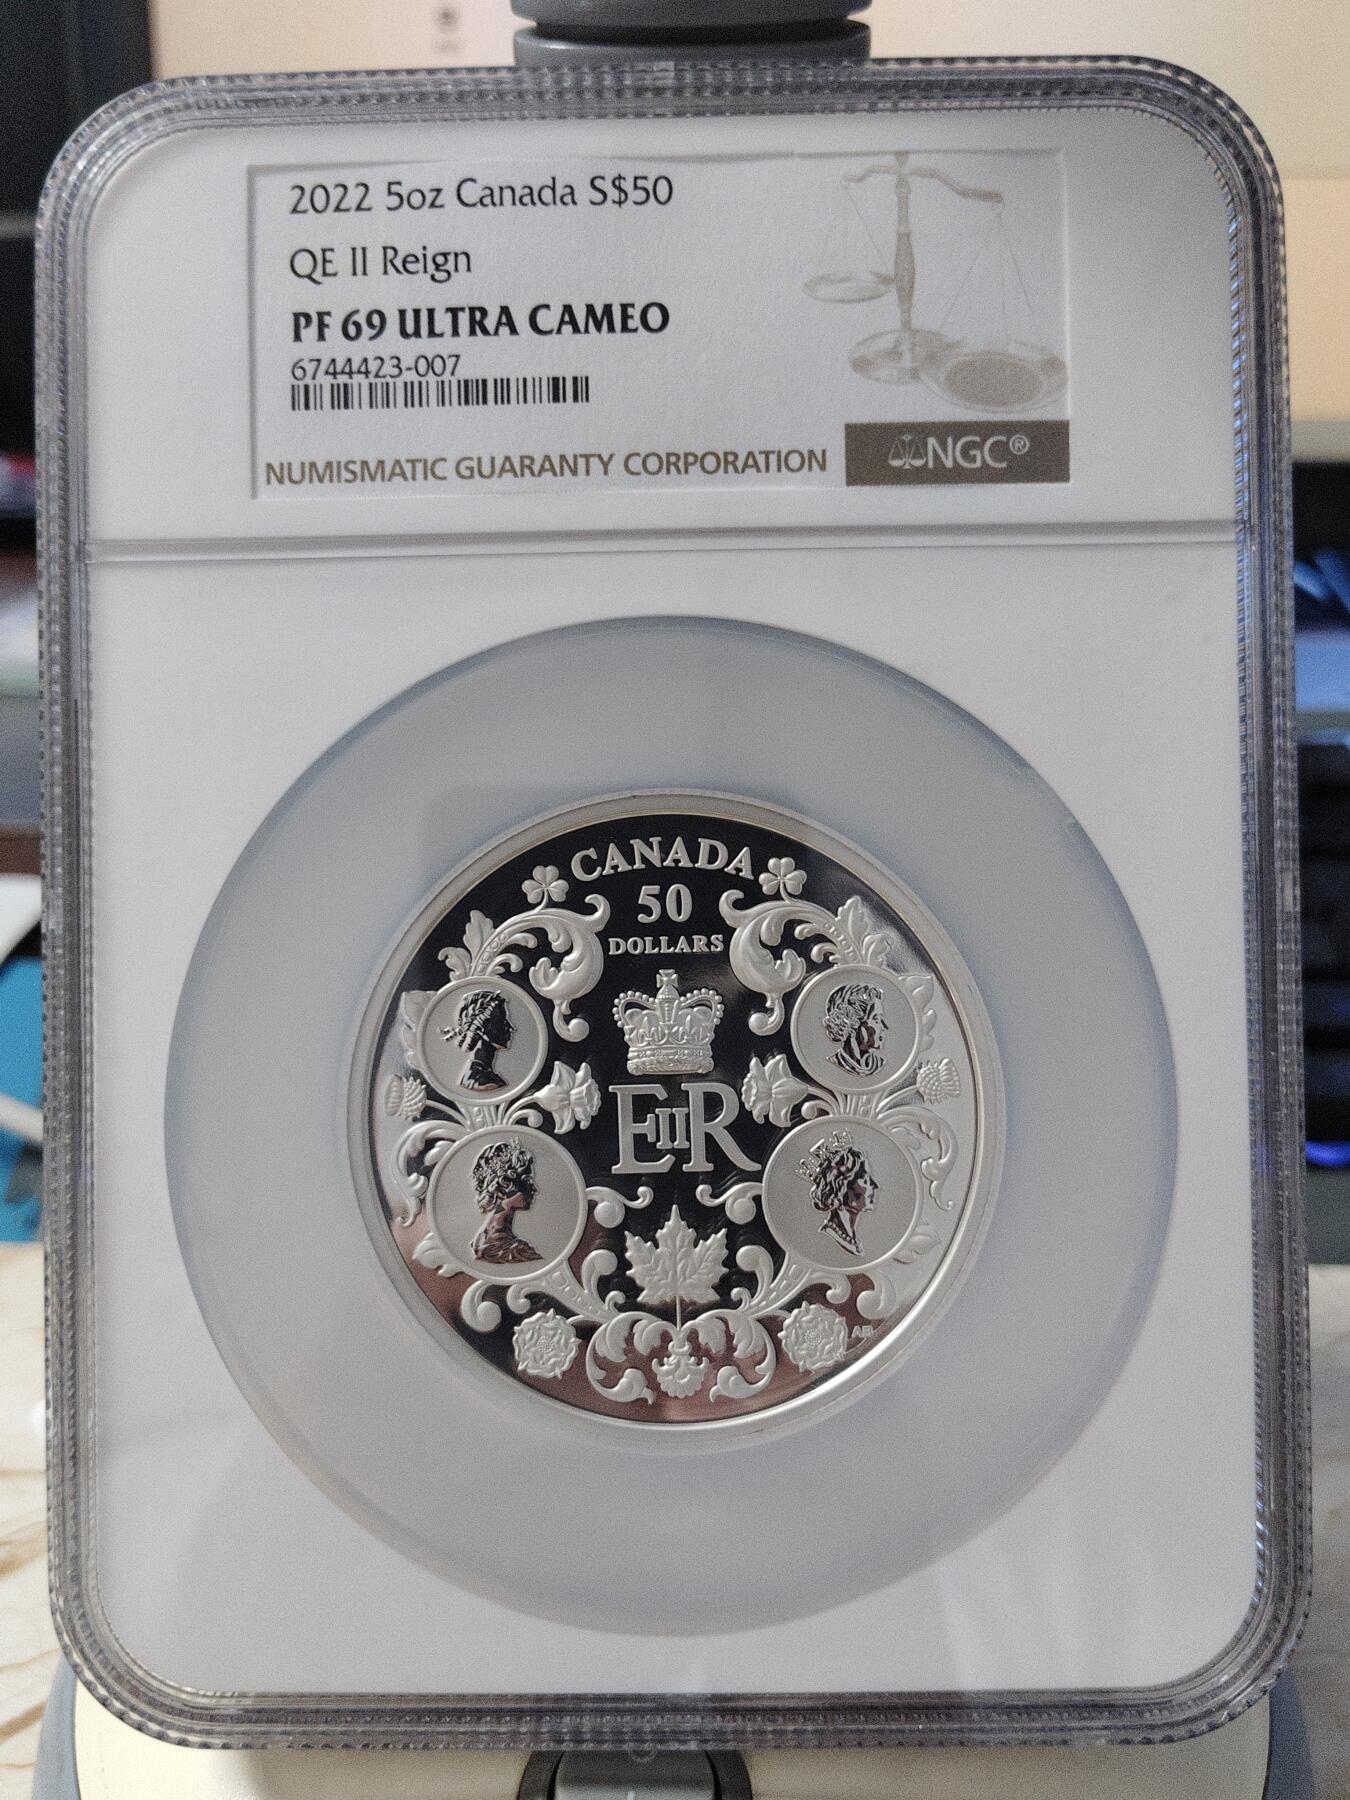 2022 5oz Canada S$50
QE II Reign
PF 69 ULTRA CAMEO
6744423-007
NUMISMATIC GUARANTY CORPORATION
NGC®
CANADA
50
DOLLARS
EIIR